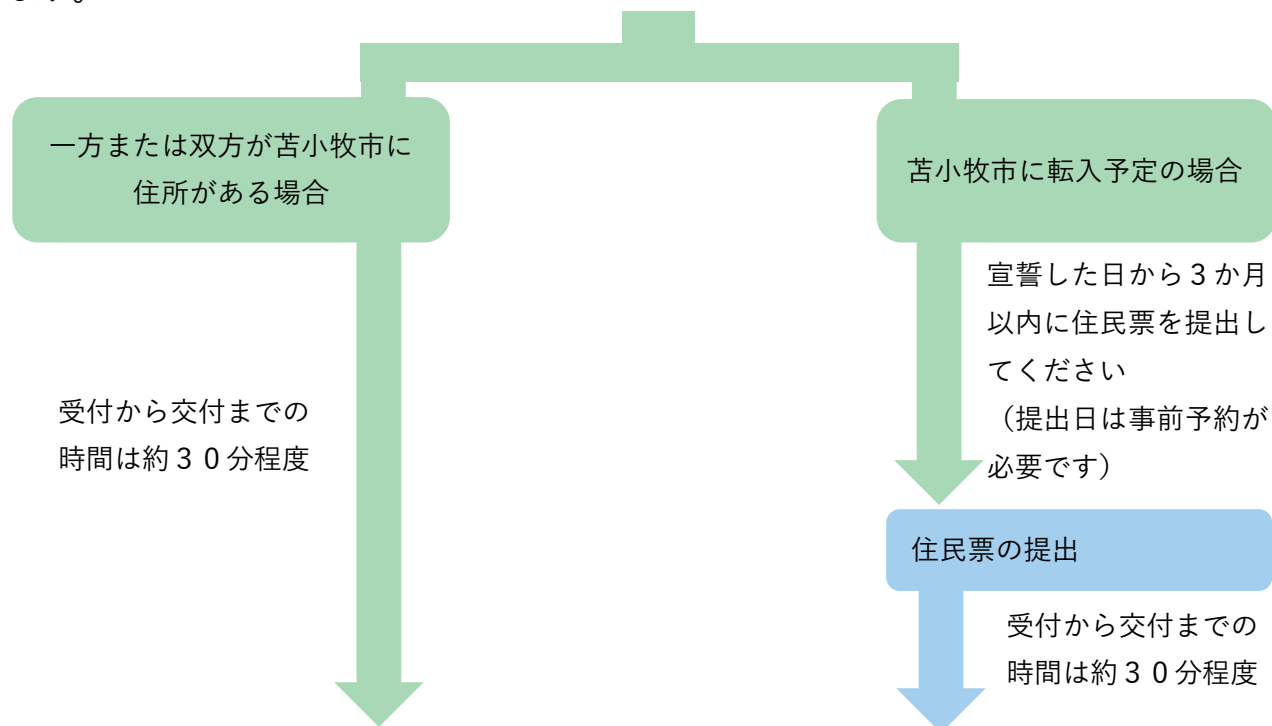 ます。
一方または双方が苫小牧市に
住所がある場合
苫小牧市に転入予定の場合
宣誓した日から３か月
以内に住民票を提出し
てください
（提出日は事前予約が
必要です）
受付から交付までの
時間は約３０分程度
住民票の提出
受付から交付までの
時間は約３０分程度